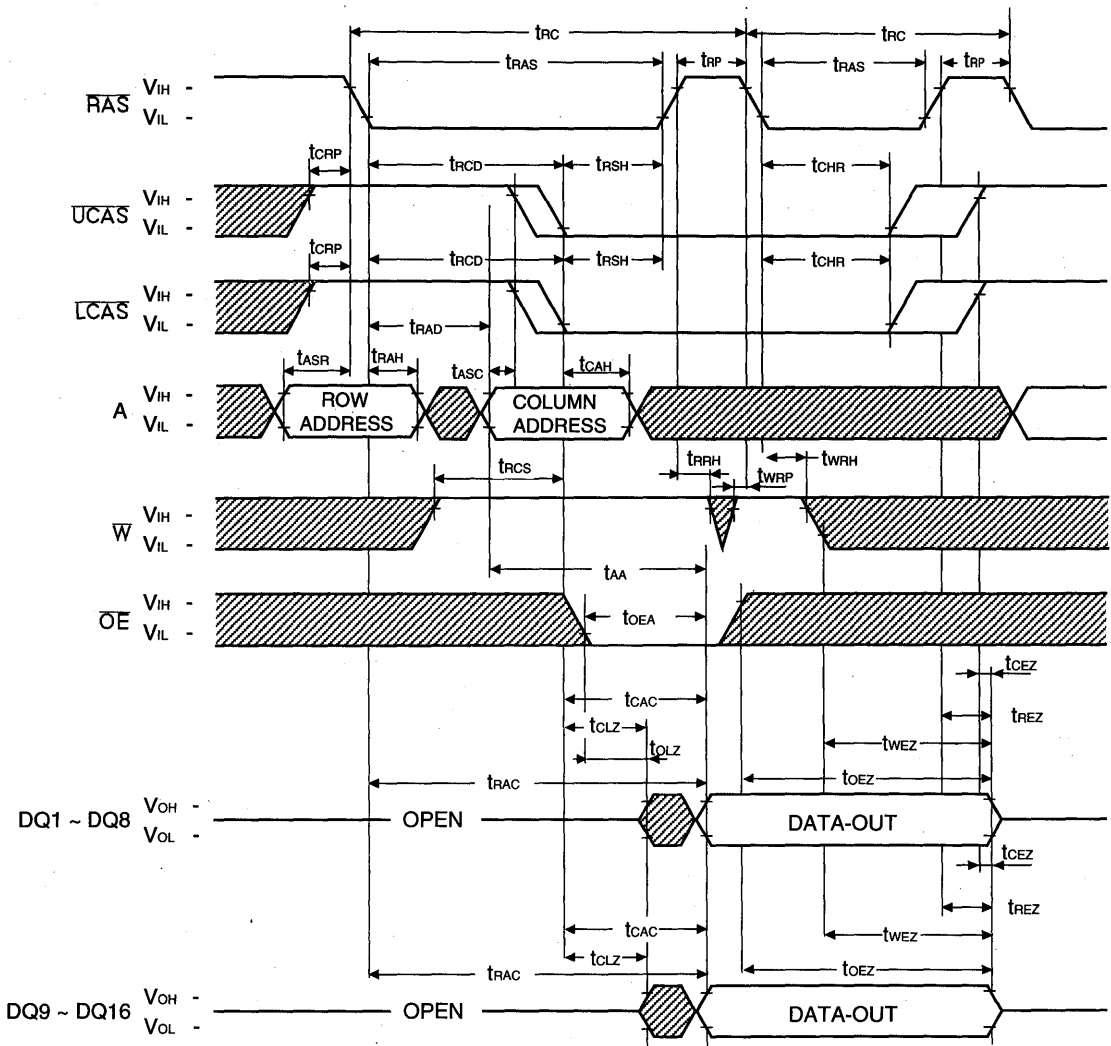 tRC tRC
tRAS tRP tRAS tRP
RAS VIH -
VIL -
tCRP tRCD tRSH tCHR
UCAS VIH -
VIL -
tCRP tRCD tRSH tCHR
LCAS VIH -
VIL -
tRAD
tASR tRAH tASC tCAH
A VIH -
VIL -
ROW
ADDRESS
COLUMN
ADDRESS
tRCS tRRH tWRP tWRH
W VIH -
VIL -
tAA
OE VIH -
VIL -
tOEA
tCEZ
tCAC tREZ
tCLZ tWEZ
tOLZ
tRAC tOEZ
DQ1 ~ DQ8 VOH -
VOL -
OPEN DATA-OUT
tCEZ
tREZ
tCAC tWEZ
tCLZ
tRAC tOEZ
DQ9 ~ DQ16 VOH -
VOL -
OPEN DATA-OUT